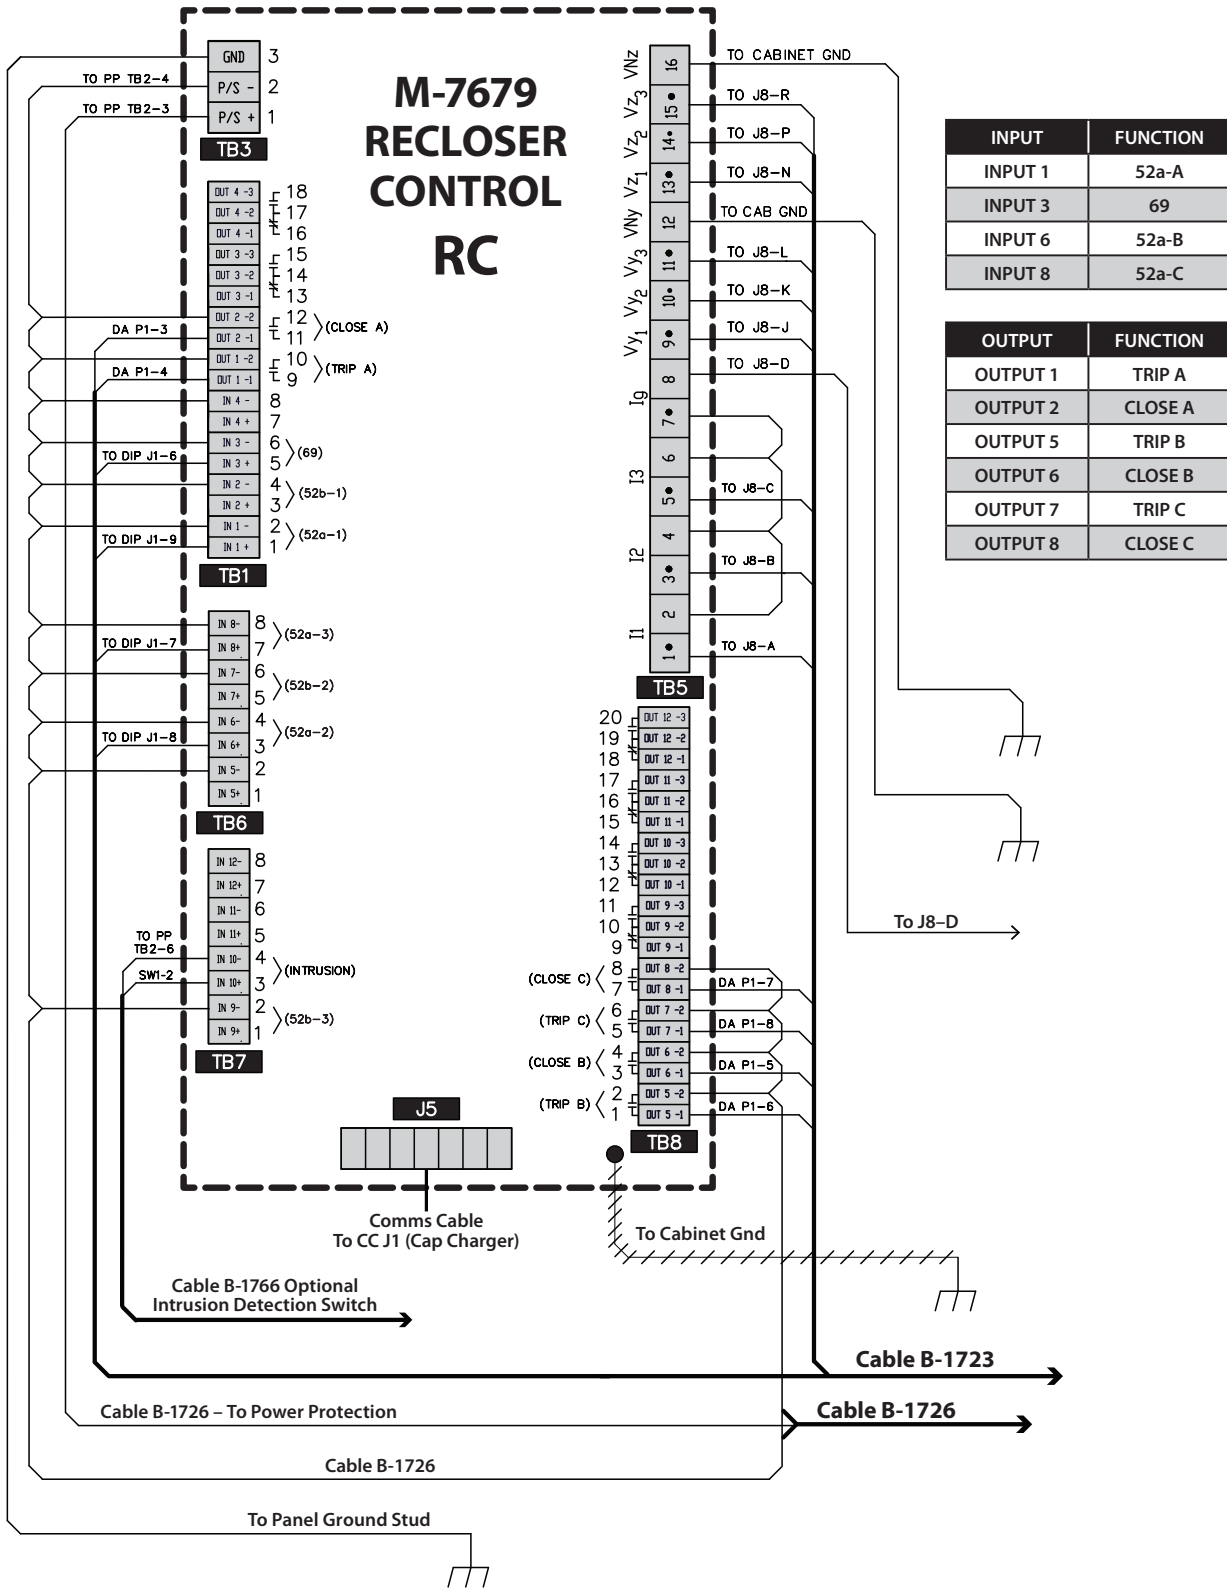 M-7679
RECLOSER
CONTROL
RC
GND 3
TO PP TB2-4 P/S - 2
TO PP TB2-3 P/S + 1
TB3
OUT 4 -3 18
OUT 4 -2 17
OUT 4 -1 16
OUT 3 -3 15
OUT 3 -2 14
OUT 3 -1 13
OUT 2 -2 12
DA P1-3 OUT 2 -1 11
(CLOSE A)
OUT 1 -2 10
DA P1-4 OUT 1 -1 9
(TRIP A)
IN 4 - 8
IN 4 + 7
IN 3 - 6
TO DIP J1-6 IN 3 + 5
(69)
IN 2 - 4
IN 2 + 3
(52b-1)
IN 1 - 2
TO DIP J1-9 IN 1 + 1
(52a-1)
TB1
IN 8- 8
TO DIP J1-7 IN 8+ 7
(52a-3)
IN 7- 6
IN 7+ 5
(52b-2)
IN 6- 4
TO DIP J1-8 IN 6+ 3
(52a-2)
IN 5- 2
IN 5+ 1
TB6
IN 12- 8
IN 12+ 7
IN 11- 6
IN 11+ 5
TO PP
TB2-6 IN 10- 4
SW1-2 IN 10+ 3
(INTRUSION)
IN 9- 2
IN 9+ 1
(52b-3)
TB7
VNz 16 TO CABINET GND
Vz3 15 TO J8-R
Vz2 14 TO J8-P
Vz1 13 TO J8-N
VNy 12 TO CAB GND
Vy3 11 TO J8-L
Vy2 10 TO J8-K
Vy1 9 TO J8-J
8 TO J8-D
Ig
7
6
I3
5 TO J8-C
4
I2
3 TO J8-B
2
I1
1 TO J8-A
TB5
20 OUT 12 -3
19 OUT 12 -2
18 OUT 12 -1
17 OUT 11 -3
16 OUT 11 -2
15 OUT 11 -1
14 OUT 10 -3
13 OUT 10 -2
12 OUT 10 -1
11 OUT 9 -3
10 OUT 9 -2
9 OUT 9 -1
(CLOSE C)
8 OUT 8 -2
7 OUT 8 -1 DA P1-7
(TRIP C)
6 OUT 7 -2
5 OUT 7 -1 DA P1-8
(CLOSE B)
4 OUT 6 -2
3 OUT 6 -1 DA P1-5
(TRIP B)
2 OUT 5 -2
1 OUT 5 -1 DA P1-6
TB8
To J8–D
INPUT FUNCTION
INPUT 1 52a-A
INPUT 3 69
INPUT 6 52a-B
INPUT 8 52a-C
OUTPUT FUNCTION
OUTPUT 1 TRIP A
OUTPUT 2 CLOSE A
OUTPUT 5 TRIP B
OUTPUT 6 CLOSE B
OUTPUT 7 TRIP C
OUTPUT 8 CLOSE C
J5
Comms Cable
To CC J1 (Cap Charger)
To Cabinet Gnd
Cable B-1766 Optional
Intrusion Detection Switch
Cable B-1723
Cable B-1726 – To Power Protection
Cable B-1726
Cable B-1726
To Panel Ground Stud